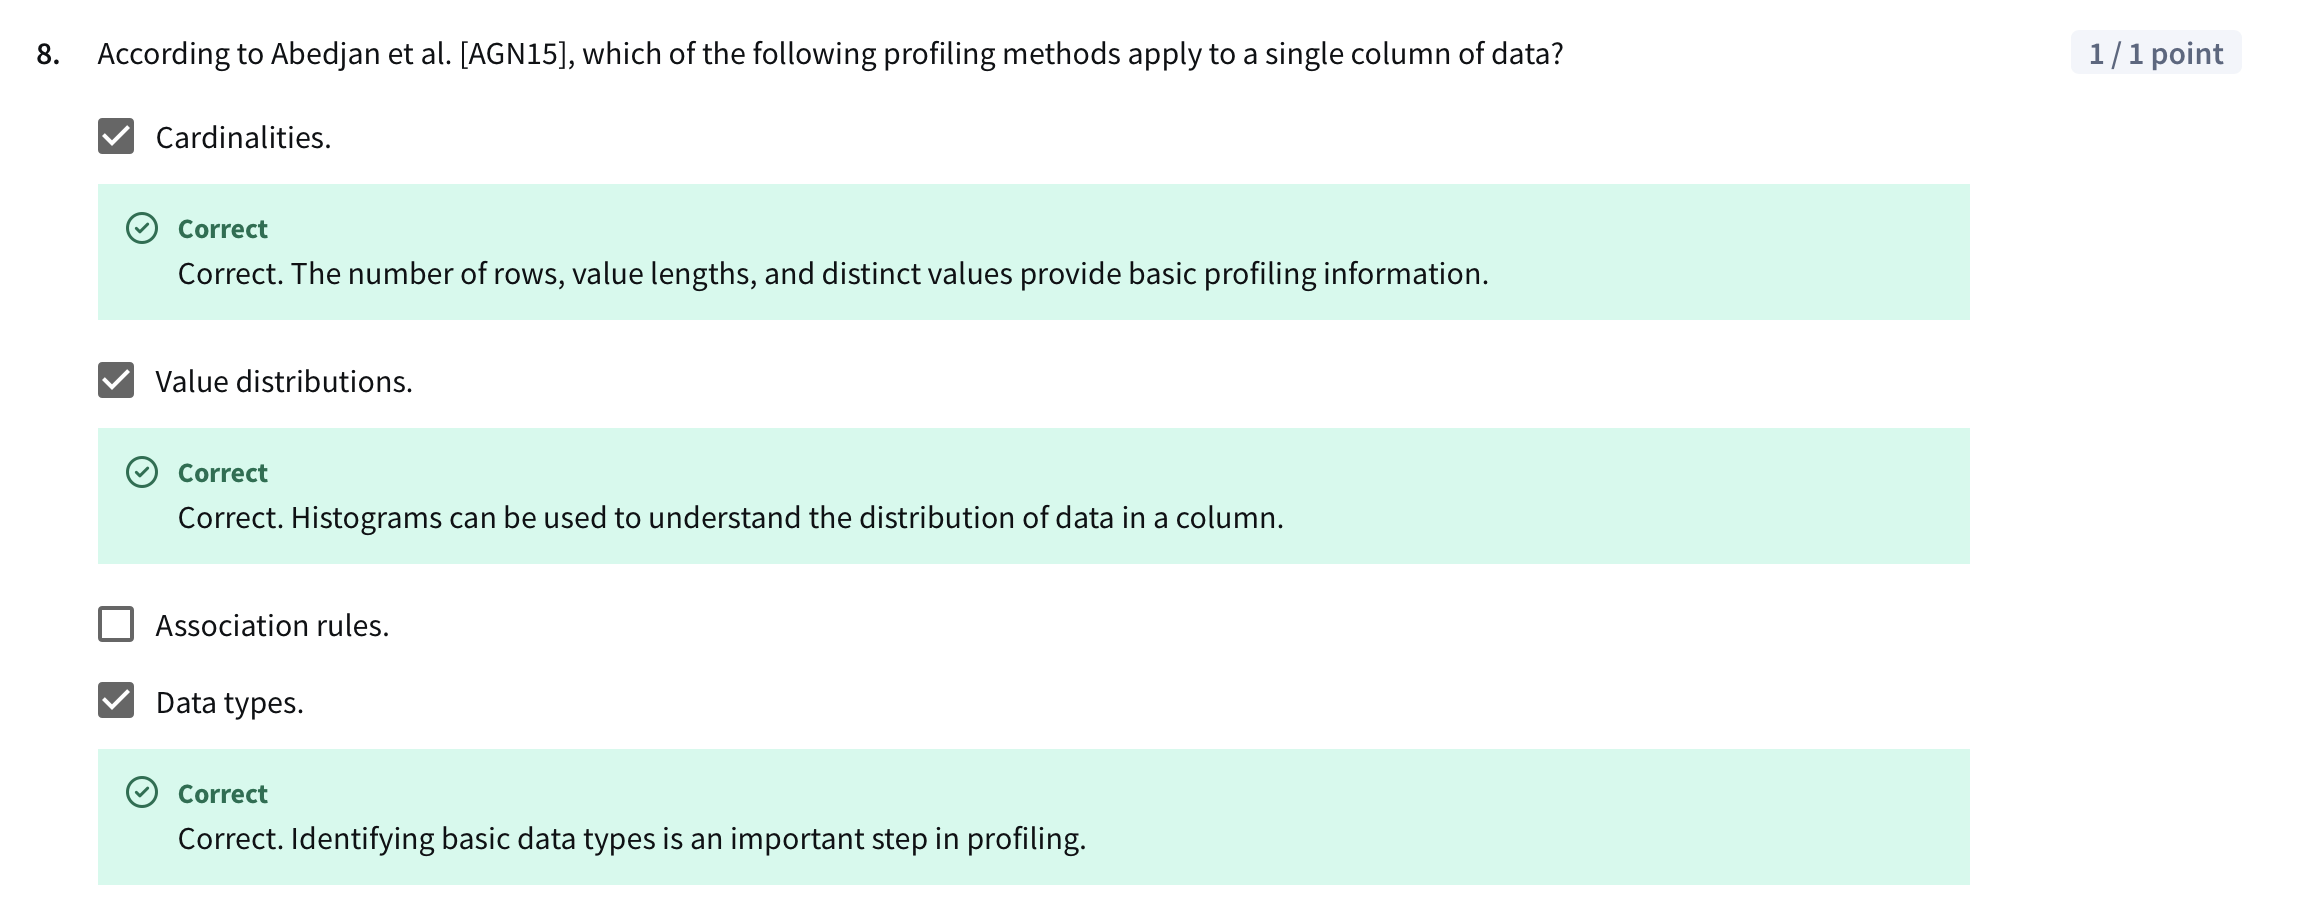 8. According to Abedjan et al. [AGN15], which of the following profiling methods apply to a single column of data?
1 / 1 point
Cardinalities.
Correct
Correct. The number of rows, value lengths, and distinct values provide basic profiling information.
Value distributions.
Correct
Correct. Histograms can be used to understand the distribution of data in a column.
Association rules.
Data types.
Correct
Correct. Identifying basic data types is an important step in profiling.